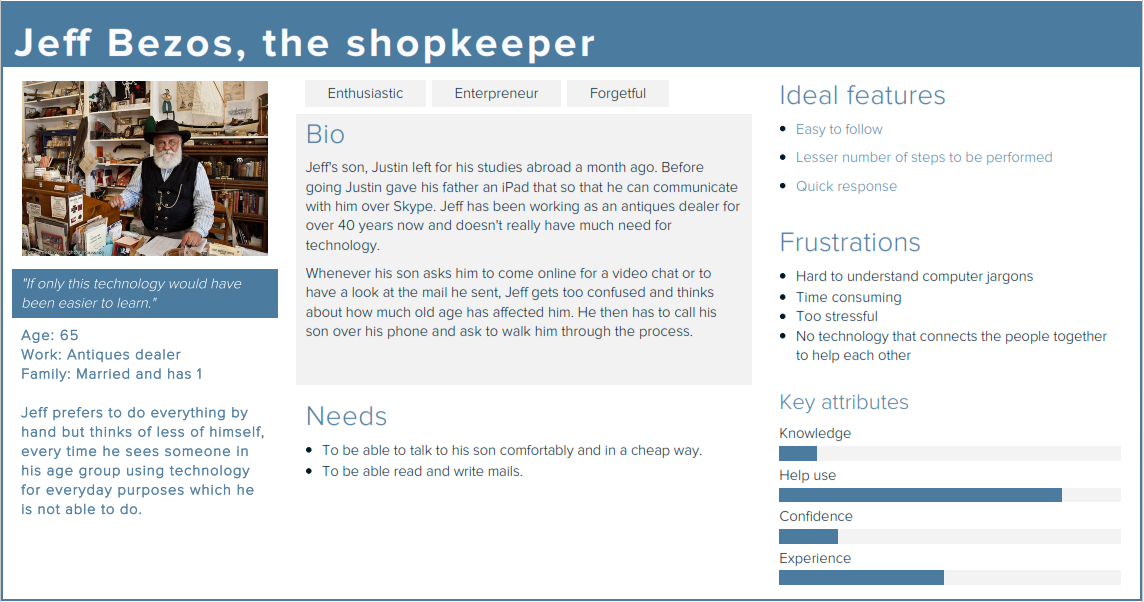 Jeff Bezos, the shopkeeper
"If only this technology would have
been easier to learn."
Age: 65
Work: Antiques dealer
Family: Married and has 1
Jeff prefers to do everything by
hand but thinks of less of himself,
every time he sees someone in
his age group using technology
for everyday purposes which he
is not able to do.
Enthusiastic
Enterpreneur
Forgetful
Bio
Jeff's son, Justin left for his studies abroad a month ago. Before
going Justin gave his father an iPad that so that he can communicate
with him over Skype. Jeff has been working as an antiques dealer for
over 40 years now and doesn't really have much need for
technology.
Whenever his son asks him to come online for a video chat or to
have a look at the mail he sent, Jeff gets too confused and thinks
about how much old age has affected him. He then has to call his
son over his phone and ask to walk him through the process.
Needs
To be able to talk to his son comfortably and in a cheap way.
To be able read and write mails.
Ideal features
Easy to follow
Lesser number of steps to be performed
Quick response
Frustrations
Hard to understand computer jargons
Time consuming
Too stressful
No technology that connects the people together
to help each other
Key attributes
Knowledge
Help use
Confidence
Experience